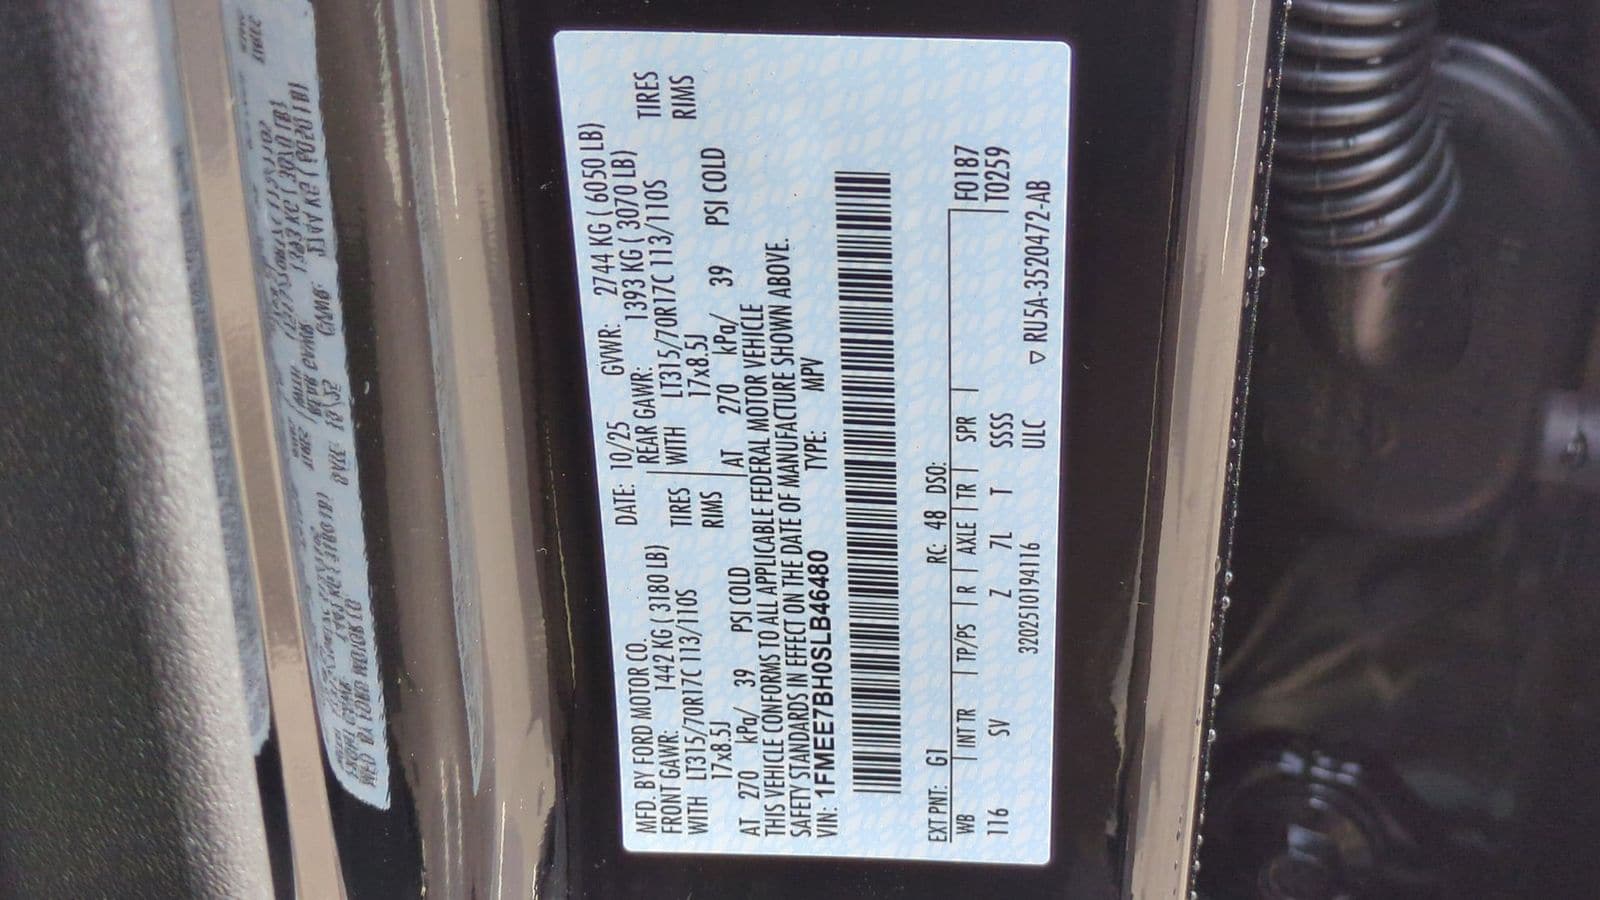 MFD. BY FORD MOTOR CO. DATE: 10/25 GVWR: 2744 KG ( 6050 LB)
FRONT GAWR: 1442 KG ( 3180 LB) REAR GAWR: 1393 KG ( 3070 LB)
WITH LT315/70R17C 113/110S TIRES WITH LT315/70R17C 113/110S TIRES
17x8.5J RIMS 17x8.5J RIMS
AT 270 kPa/ 39 PSI COLD AT 270 kPa/ 39 PSI COLD
THIS VEHICLE CONFORMS TO ALL APPLICABLE FEDERAL MOTOR VEHICLE
SAFETY STANDARDS IN EFFECT ON THE DATE OF MANUFACTURE SHOWN ABOVE.
VIN: 1FMEE7BH0SLB46480 TYPE: MPV
EXT PNT: G1 RC: 48 DSO:
WB | INT TR | TP/PS | R | AXLE | TR | SPR | F0187
116 SV Z 7L T SSSS T0259
3202510194116 ULC ▽ RU5A-3520472-AB